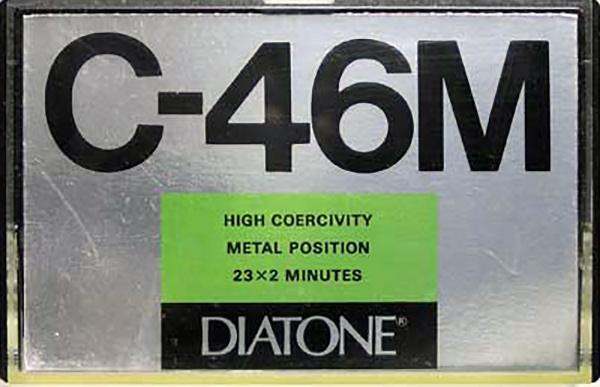 C-46M
HIGH COERCIVITY
METAL POSITION
23×2 MINUTES
DIATONE®